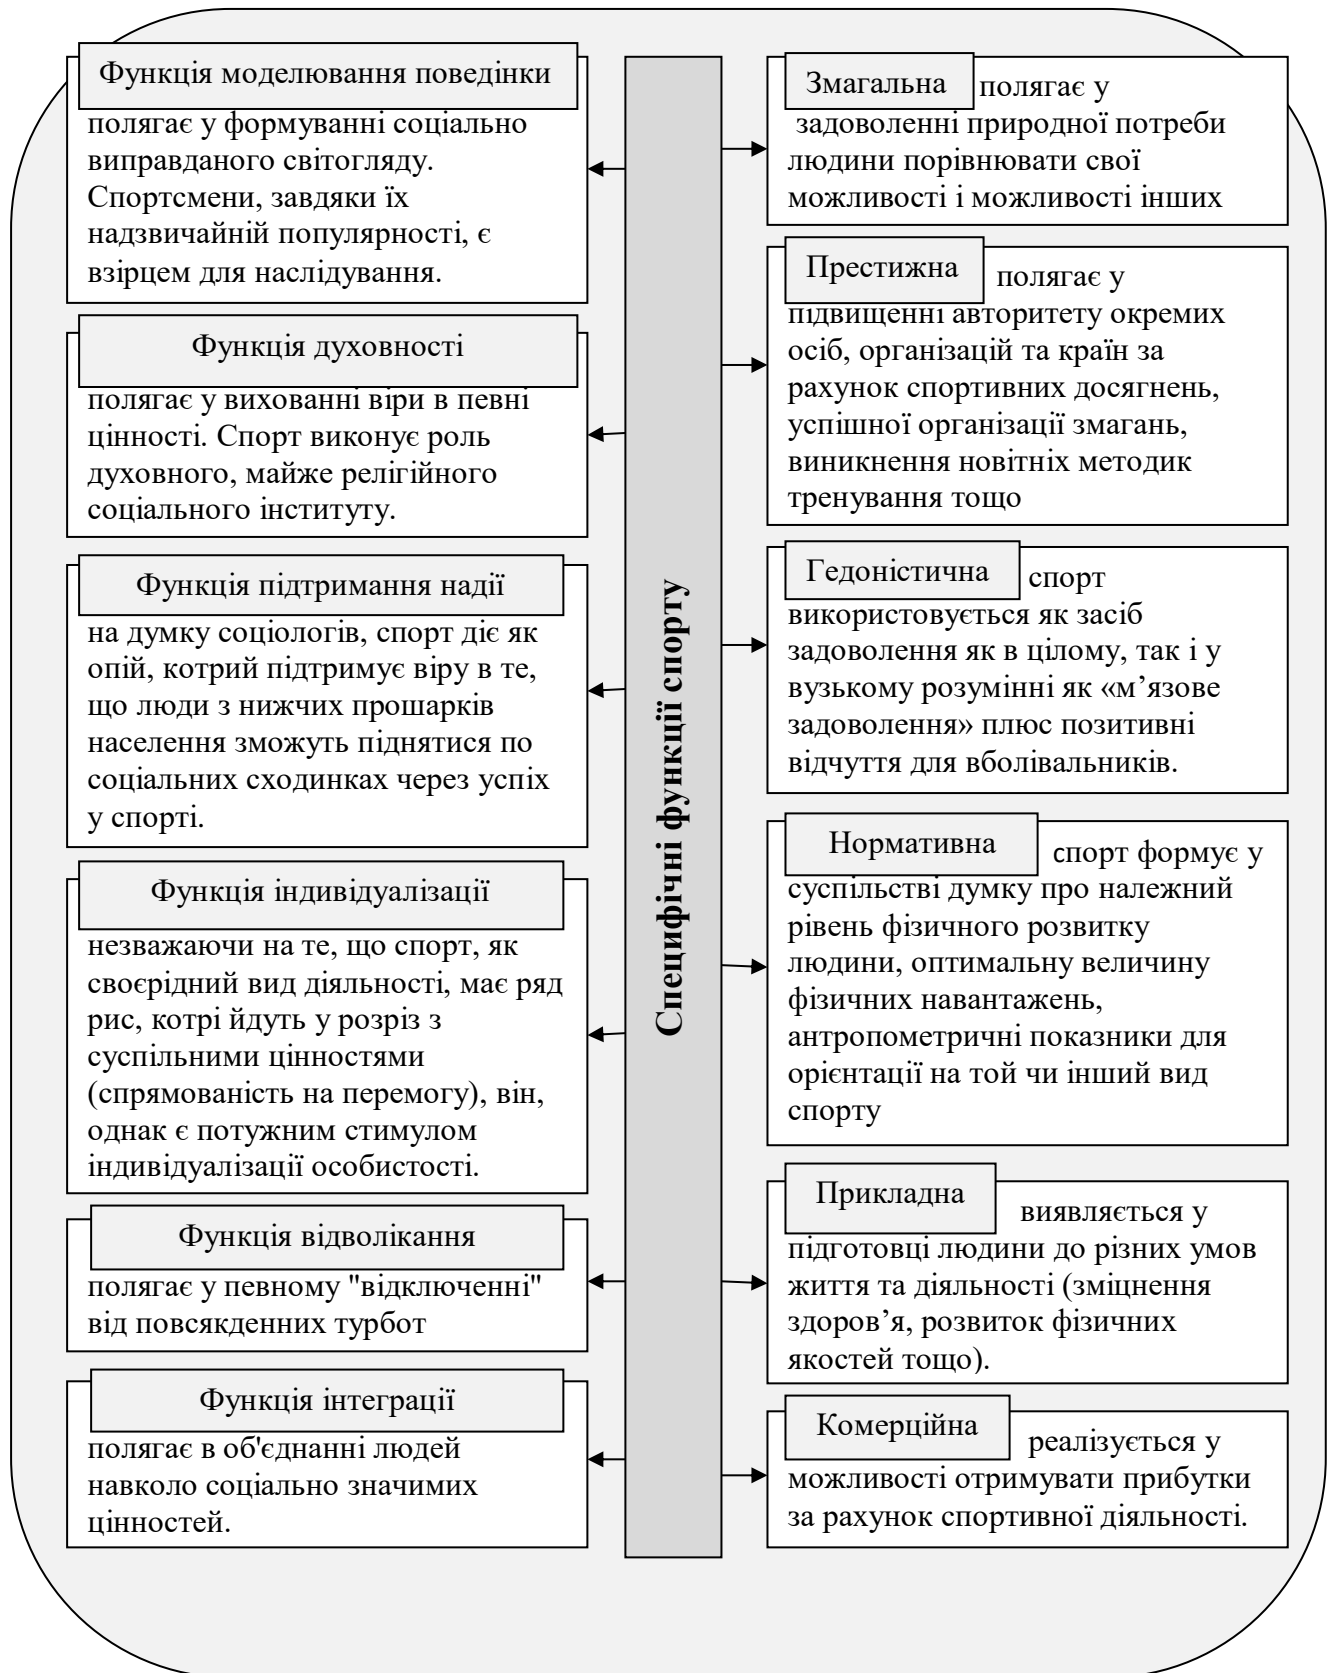 Функція моделювання поведінки
полягає у формуванні соціально
виправданого світогляду.
Спортсмени, завдяки їх
надзвичайній популярності, є
взірцем для наслідування.
Функція духовності
полягає у вихованні віри в певні
цінності. Спорт виконує роль
духовного, майже релігійного
соціального інституту.
Функція підтримання надії
на думку соціологів, спорт діє як
опій, котрий підтримує віру в те,
що люди з нижчих прошарків
населення зможуть піднятися по
соціальних сходинках через успіх
у спорті.
Функція індивідуалізації
незважаючи на те, що спорт, як
своєрідний вид діяльності, має ряд
рис, котрі йдуть у розріз з
суспільними цінностями
(спрямованість на перемогу), він,
однак є потужним стимулом
індивідуалізації особистості.
Функція відволікання
полягає у певному "відключенні"
від повсякденних турбот
Функція інтеграції
полягає в об'єднанні людей
навколо соціально значимих
цінностей.
Специфічні функції спорту
Змагальна полягає у
задоволенні природної потреби
людини порівнювати свої
можливості і можливості інших
Престижна полягає у
підвищенні авторитету окремих
осіб, організацій та країн за
рахунок спортивних досягнень,
успішної організації змагань,
виникнення новітніх методик
тренування тощо
Гедоністична спорт
використовується як засіб
задоволення як в цілому, так і у
вузькому розумінні як «м’язове
задоволення» плюс позитивні
відчуття для вболівальників.
Нормативна спорт формує у
суспільстві думку про належний
рівень фізичного розвитку
людини, оптимальну величину
фізичних навантажень,
антропометричні показники для
орієнтації на той чи інший вид
спорту
Прикладна виявляється у
підготовці людини до різних умов
життя та діяльності (зміцнення
здоров’я, розвиток фізичних
якостей тощо).
Комерційна реалізується у
можливості отримувати прибутки
за рахунок спортивної діяльності.